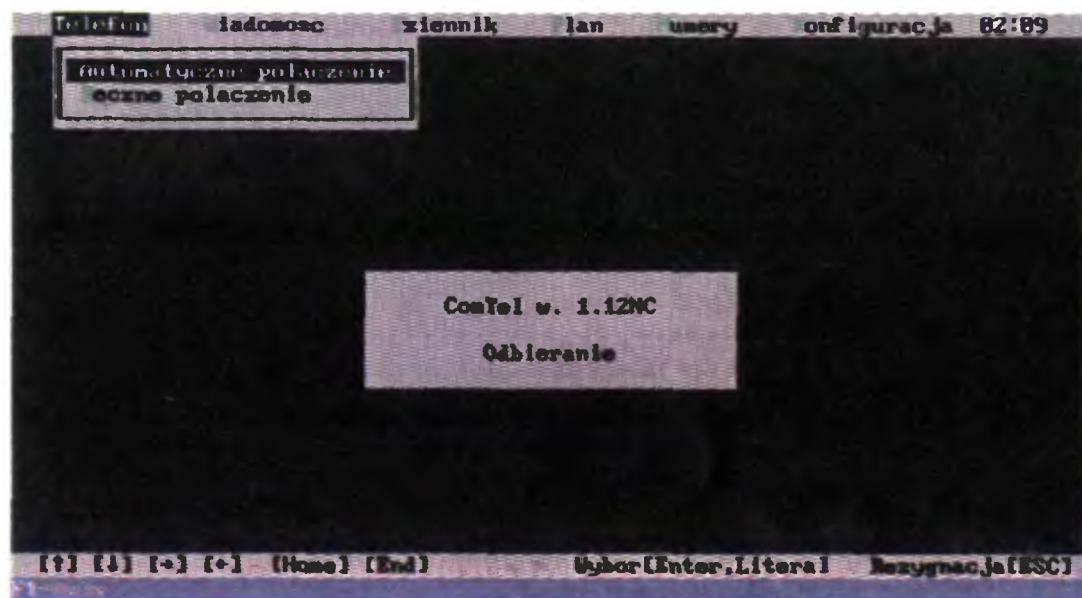 Telefon iadomosc ziennik lan umery onfiguracja 02:09
Automatyczne polaczenie
eczne polaczenie
ComTel w. 1.12NC
Odbieranie
[↑] [↓] [→] [←] [Home] [End] Wybor[Enter,Litera] Rezygnacja[ESC]